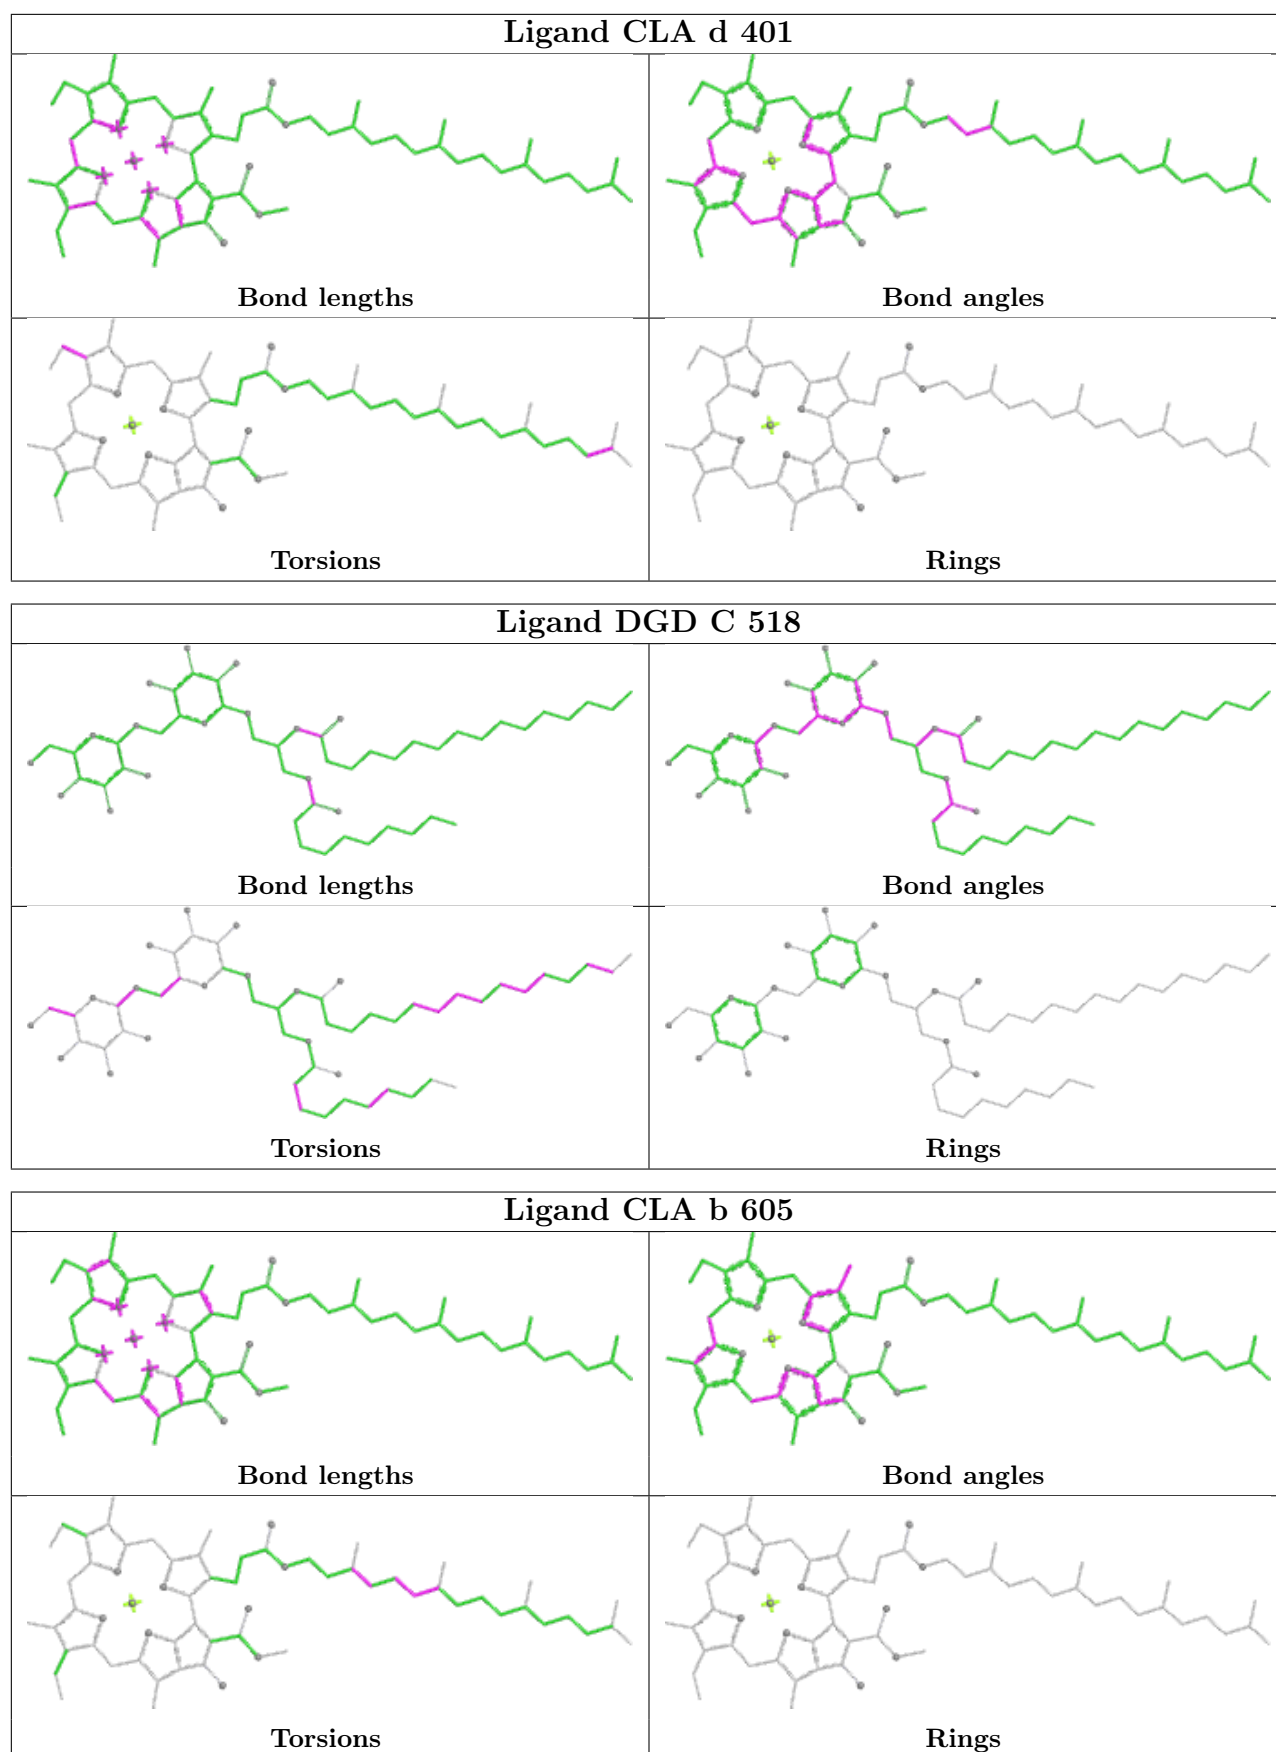 Ligand CLA d 401
Bond lengths
Bond angles
Torsions
Rings
Ligand DGD C 518
Bond lengths
Bond angles
Torsions
Rings
Ligand CLA b 605
Bond lengths
Bond angles
Torsions
Rings